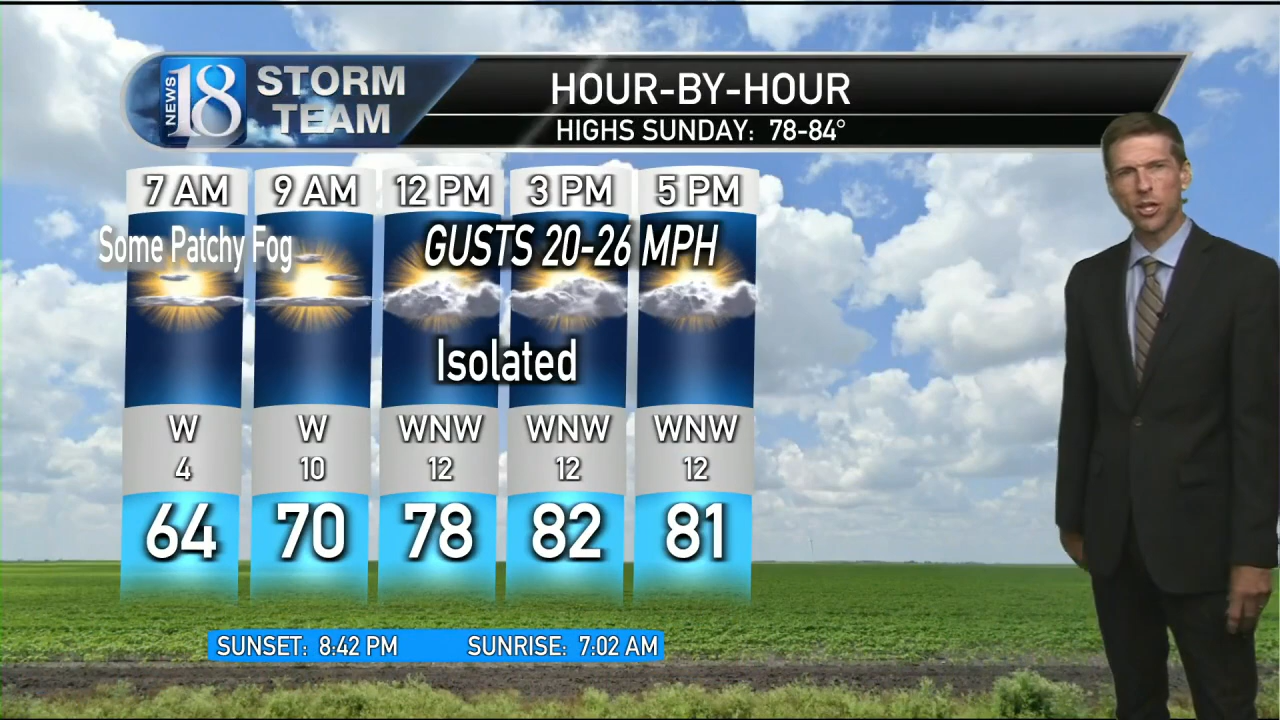 NEWS 18
STORM
TEAM
HOUR-BY-HOUR
HIGHS SUNDAY: 78-84°
7 AM 9 AM 12 PM 3 PM 5 PM
Some Patchy Fog GUSTS 20-26 MPH
Isolated
W W WNW WNW WNW
4 10 12 12 12
64 70 78 82 81
SUNSET: 8:42 PM SUNRISE: 7:02 AM